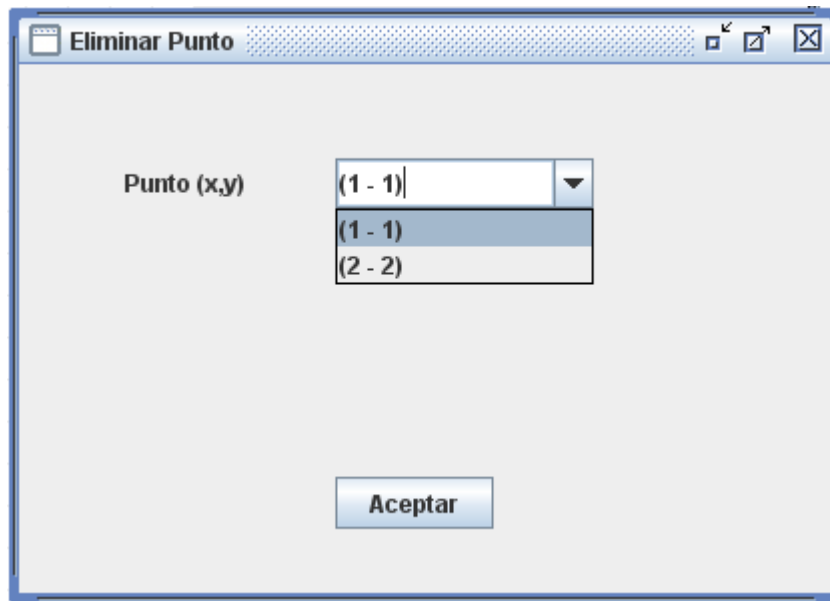 Eliminar Punto
Punto (x,y)
(1 - 1)
(1 - 1)
(2 - 2)
Aceptar